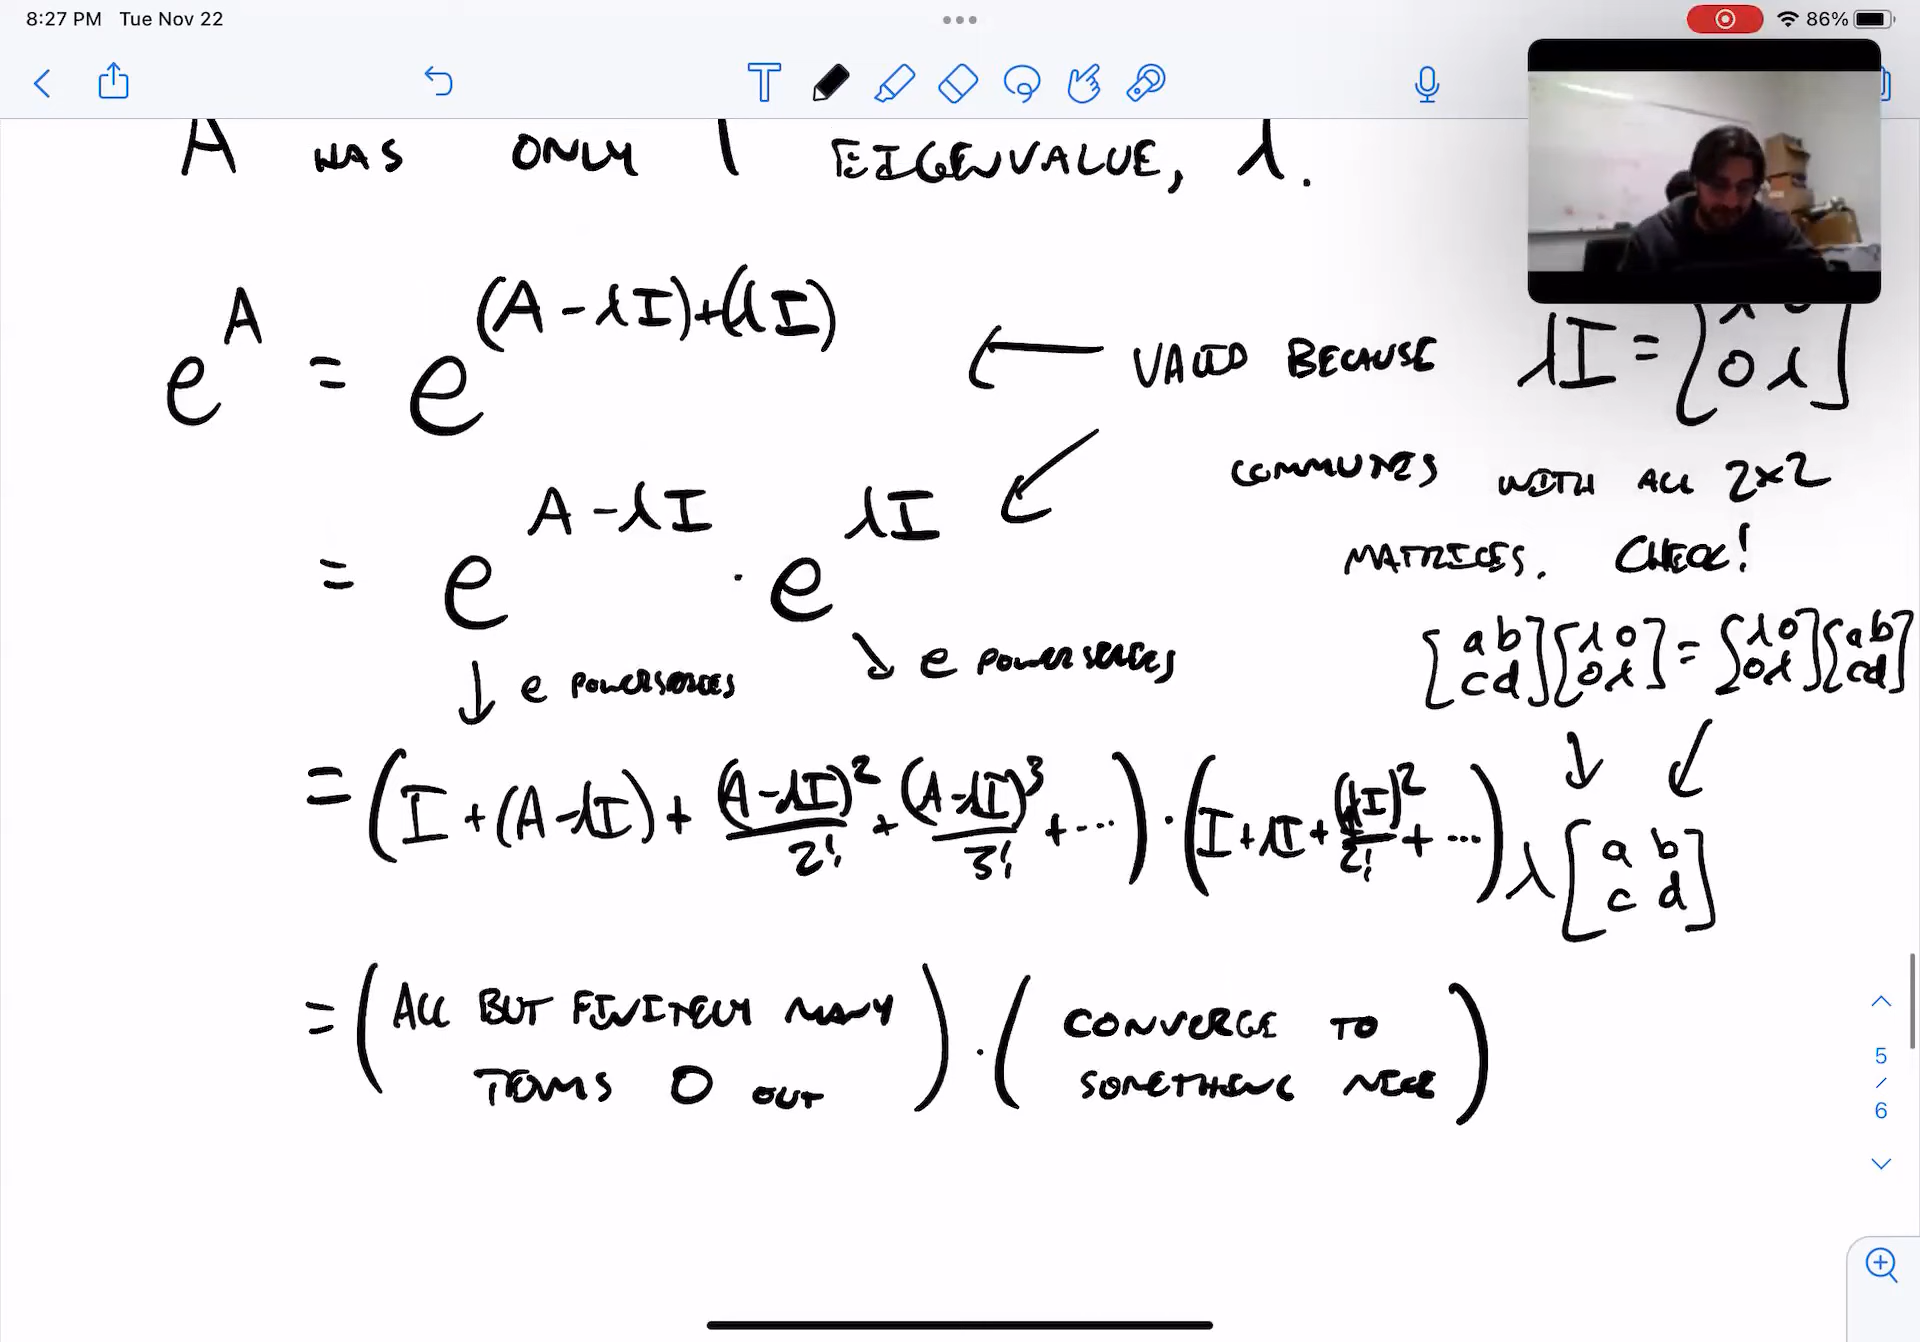 8:27 PM Tue Nov 22
86%
A HAS ONLY 1 EIGENVALUE, λ.
e^A = e^{(A-λI)+(λI)}
VALID BECAUSE λI = [λ 0
0 λ]
COMMUTES WITH ALL 2×2
MATRICES. CHECK!
= e^{A-λI} · e^{λI}
[a b
c d][λ 0
0 λ] = [λ 0
0 λ][a b
c d]
↓ e POWERSERIES
↘ e POWERSERIES
= (I + (A-λI) + (A-λI)²/2! + (A-λI)³/3! + ···) · (I + λI + (λI)²/2! + ···)
λ[a b
c d]
= (ALL BUT FINITELY MANY
TERMS 0 OUT) · (CONVERGE TO
SOMETHING NICE)
5
/
6